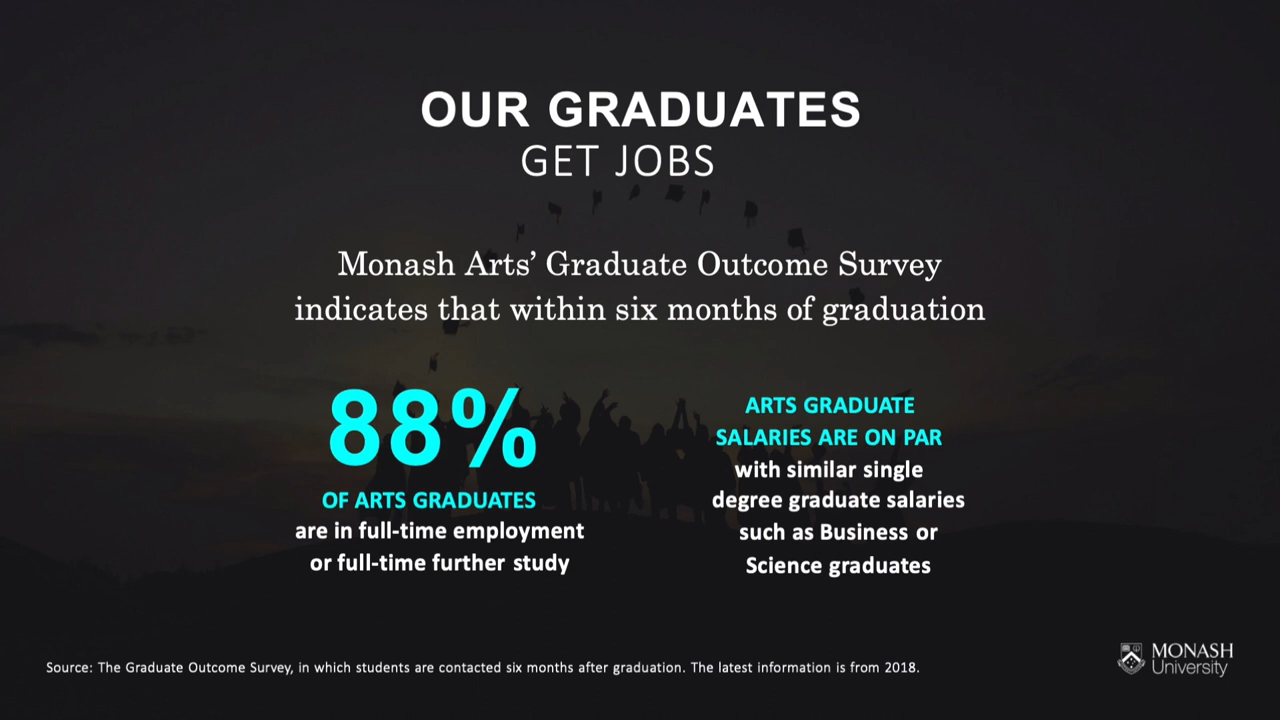 OUR GRADUATES
GET JOBS
Monash Arts’ Graduate Outcome Survey
indicates that within six months of graduation
88%
OF ARTS GRADUATES
are in full-time employment
or full-time further study
ARTS GRADUATE
SALARIES ARE ON PAR
with similar single
degree graduate salaries
such as Business or
Science graduates
Source: The Graduate Outcome Survey, in which students are contacted six months after graduation. The latest information is from 2018.
MONASH
University